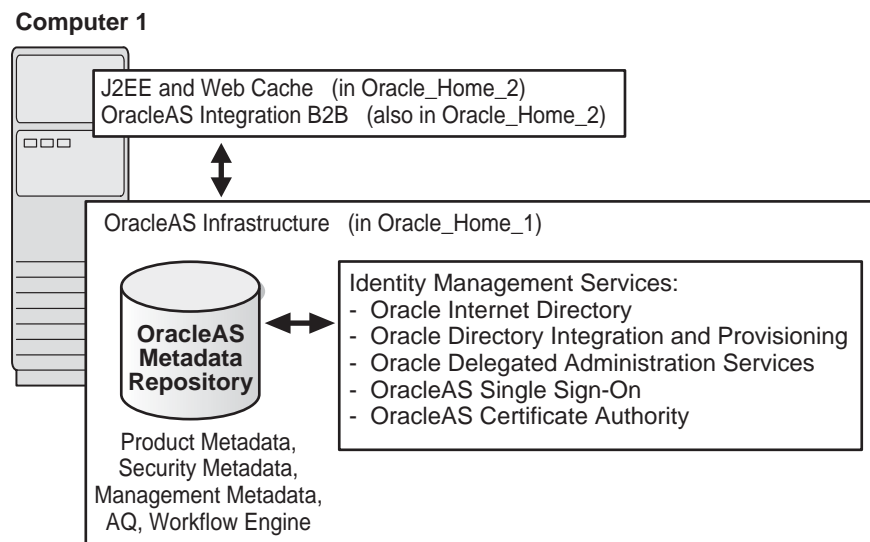 Computer 1
J2EE and Web Cache (in Oracle_Home_2)
OracleAS Integration B2B (also in Oracle_Home_2)
OracleAS Infrastructure (in Oracle_Home_1)
OracleAS
Metadata
Repository
Product Metadata,
Security Metadata,
Management Metadata,
AQ, Workflow Engine
Identity Management Services:
- Oracle Internet Directory
- Oracle Directory Integration and Provisioning
- Oracle Delegated Administration Services
- OracleAS Single Sign-On
- OracleAS Certificate Authority